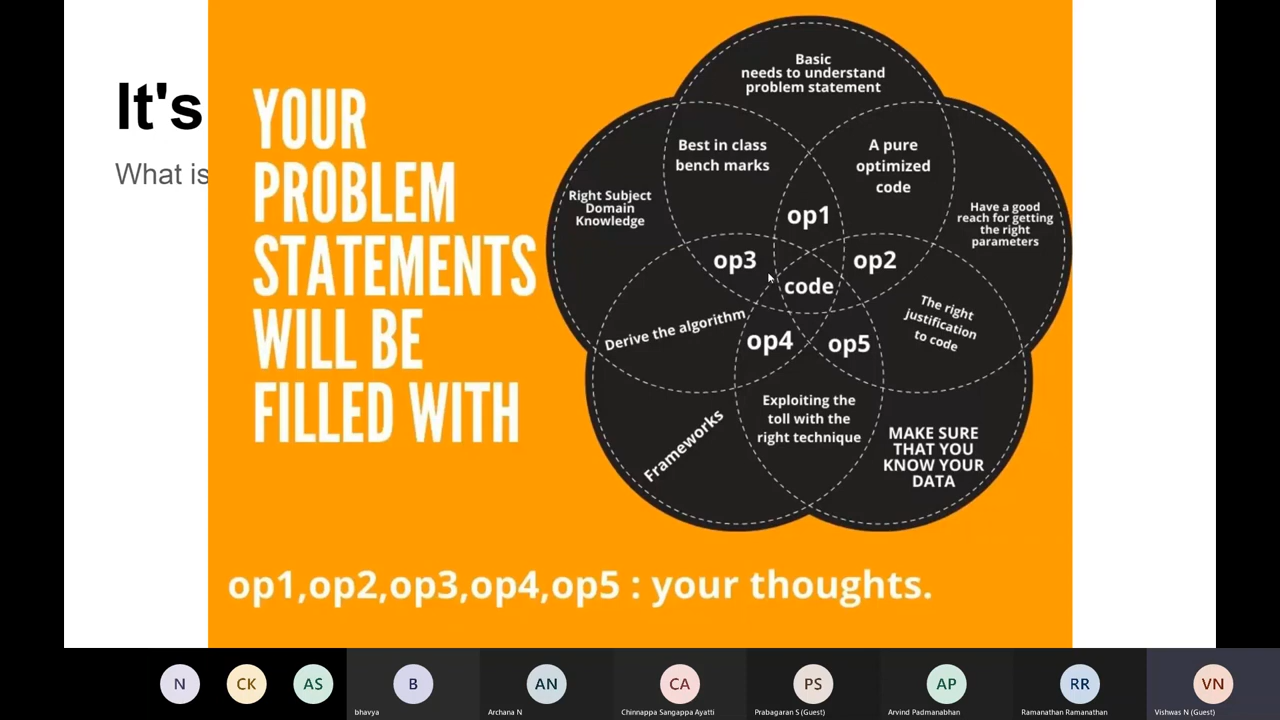 It's
What is
YOUR
PROBLEM
STATEMENTS
WILL BE
FILLED WITH
Basic
needs to understand
problem statement
Best in class
bench marks
A pure
optimized
code
Right Subject
Domain
Knowledge
Have a good
reach for getting
the right
parameters
op1
op3
op2
code
Derive the algorithm
The right
justification
to code
op4
op5
Exploiting the
toll with the
right technique
Frameworks
MAKE SURE
THAT YOU
KNOW YOUR
DATA
op1,op2,op3,op4,op5 : your thoughts.
N
CK
AS
B
AN
CA
PS
AP
RR
VN
bhavya
Archana N
Chinnappa Sangappa Ayatti
Prabagaran S (Guest)
Arvind Padmanabhan
Ramanathan Ramanathan
Vishwas N (Guest)